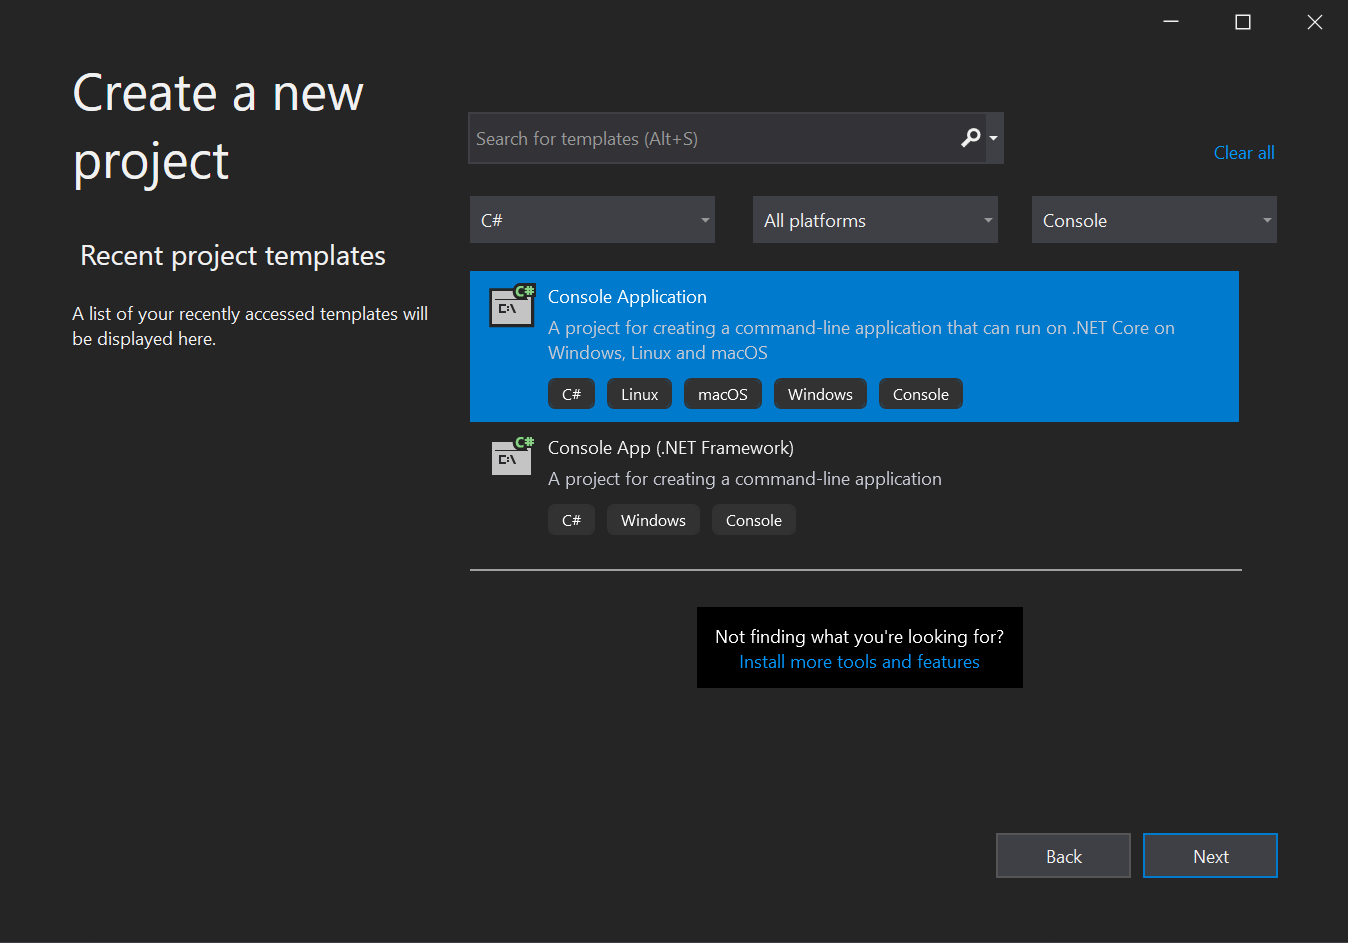 Create a new
project
Search for templates (Alt+S)
Clear all
C#
All platforms
Console
Recent project templates
A list of your recently accessed templates will
be displayed here.
C#
C:\
Console Application
A project for creating a command-line application that can run on .NET Core on
Windows, Linux and macOS
C# Linux macOS Windows Console
C#
C:\
Console App (.NET Framework)
A project for creating a command-line application
C# Windows Console
Not finding what you're looking for?
Install more tools and features
Back
Next